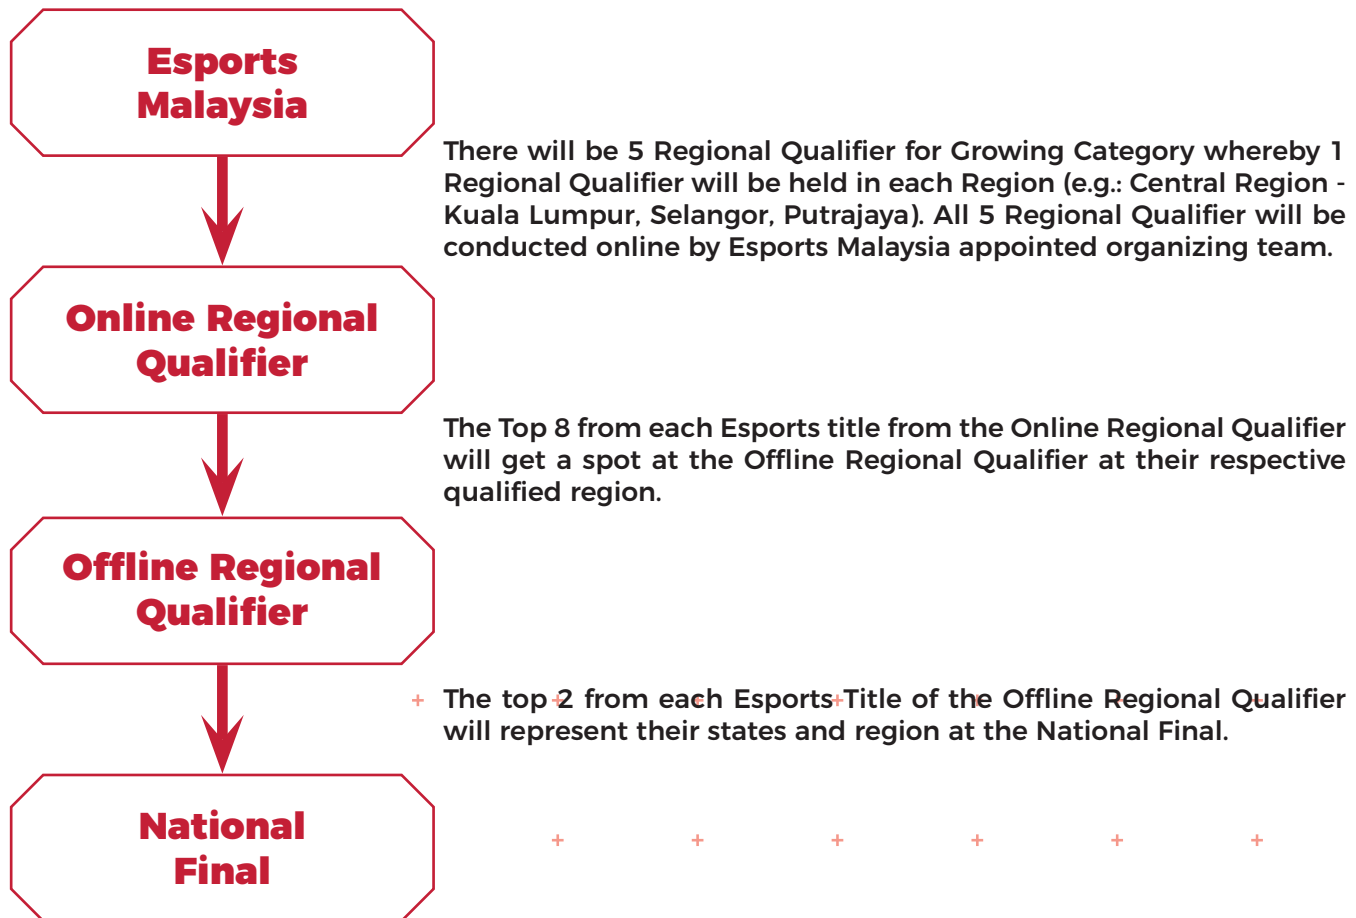 Esports
Malaysia
There will be 5 Regional Qualifier for Growing Category whereby 1
Regional Qualifier will be held in each Region (e.g.: Central Region -
Kuala Lumpur, Selangor, Putrajaya). All 5 Regional Qualifier will be
conducted online by Esports Malaysia appointed organizing team.
Online Regional
Qualifier
The Top 8 from each Esports title from the Online Regional Qualifier
will get a spot at the Offline Regional Qualifier at their respective
qualified region.
Offline Regional
Qualifier
The top 2 from each Esports Title of the Offline Regional Qualifier
will represent their states and region at the National Final.
National
Final